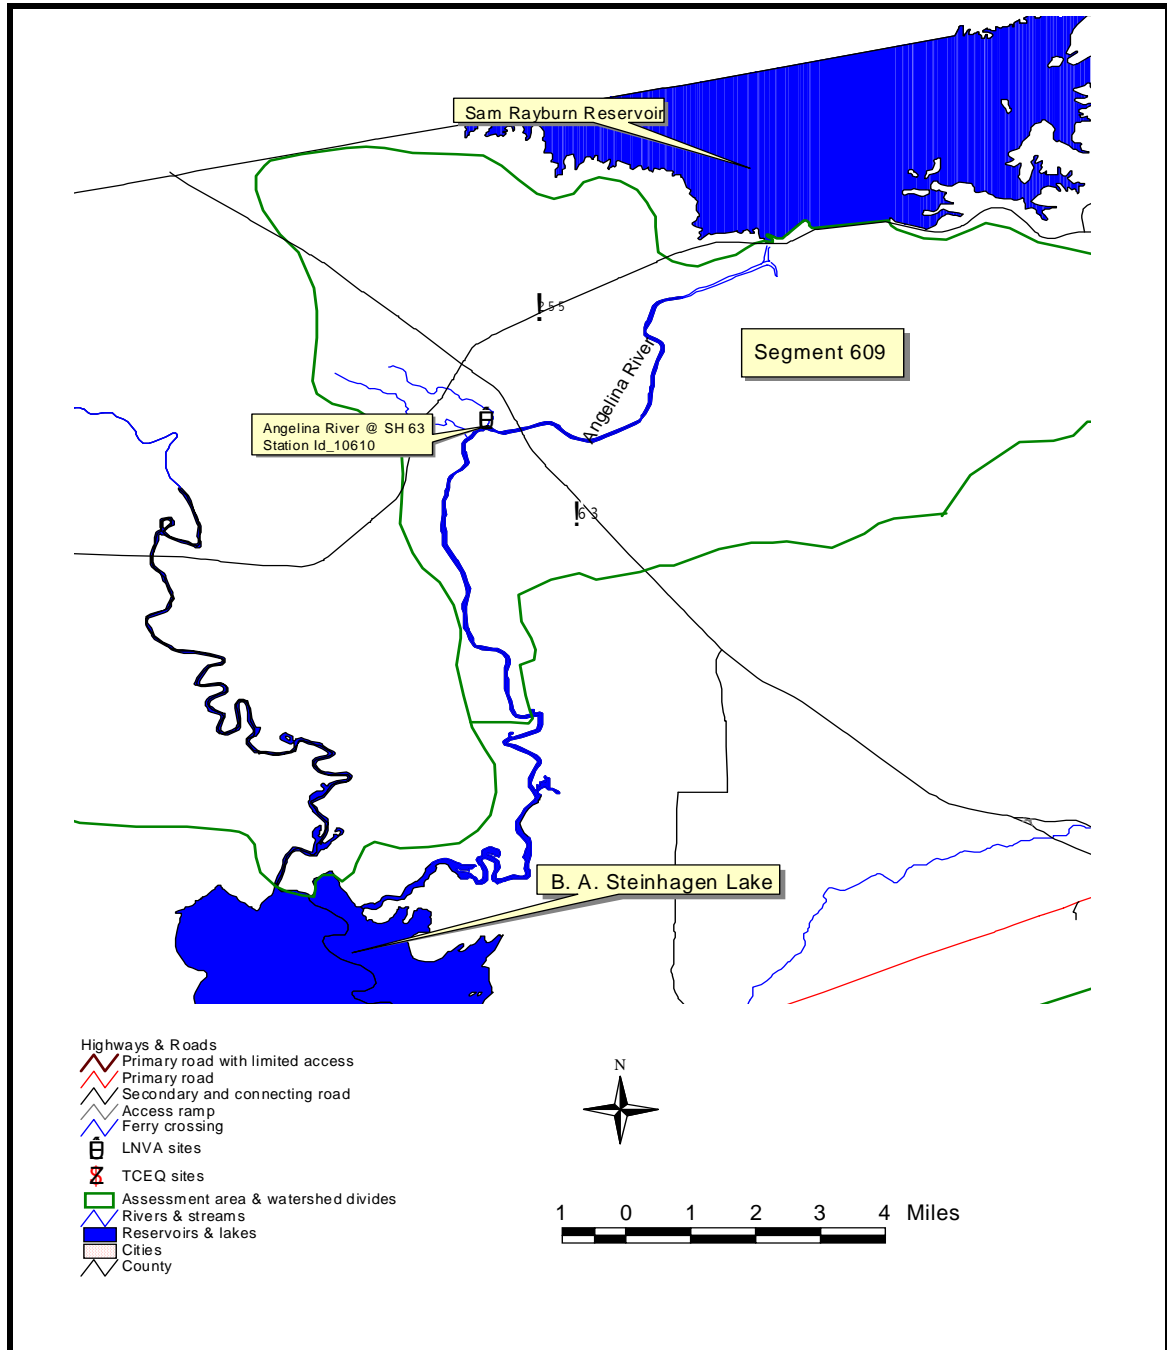 Sam Rayburn Reservoir
255
Segment 609
Angelina River
Angelina River @ SH 63
Station Id_10610
63
B. A. Steinhagen Lake
Highways & Roads
Primary road with limited access
Primary road
Secondary and connecting road
Access ramp
Ferry crossing
LNVA sites
TCEQ sites
Assessment area & watershed divides
Rivers & streams
Reservoirs & lakes
Cities
County
N
1 0 1 2 3 4 Miles